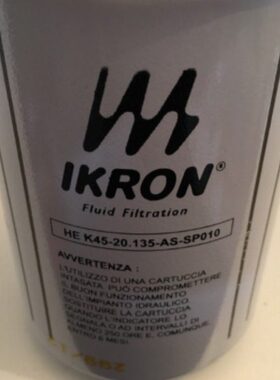 IKRON®
Fluid Filtration
HE K45-20.135-AS-SP010
AVVERTENZA :
L'UTILIZZO DI UNA CARTUCCIA
INTASATA PUÒ COMPROMETTERE
IL BUON FUNZIONAMENTO
DELL'IMPIANTO IDRAULICO
SOSTITUIRE LA CARTUCCIA
QUANDO L'INDICATORE LO
SEGNALA O AD INTERVALLI DI
ALMENO 250 ORE E, COMUNQUE,
ENTRO 6 MESI.